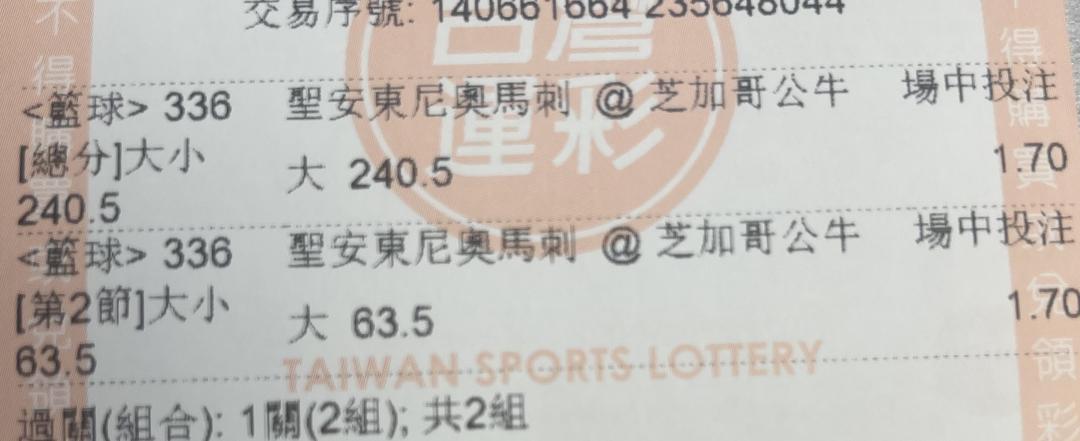 交易序號: 140661664 235648044
<籃球> 336 聖安東尼奧馬刺 @ 芝加哥公牛 場中投注
[總分]大小 大 240.5 1.70
240.5
<籃球> 336 聖安東尼奧馬刺 @ 芝加哥公牛 場中投注
[第2節]大小 大 63.5 1.70
63.5
TAIWAN SPORTS LOTTERY
過關(組合): 1關(2組); 共2組
台灣
運彩